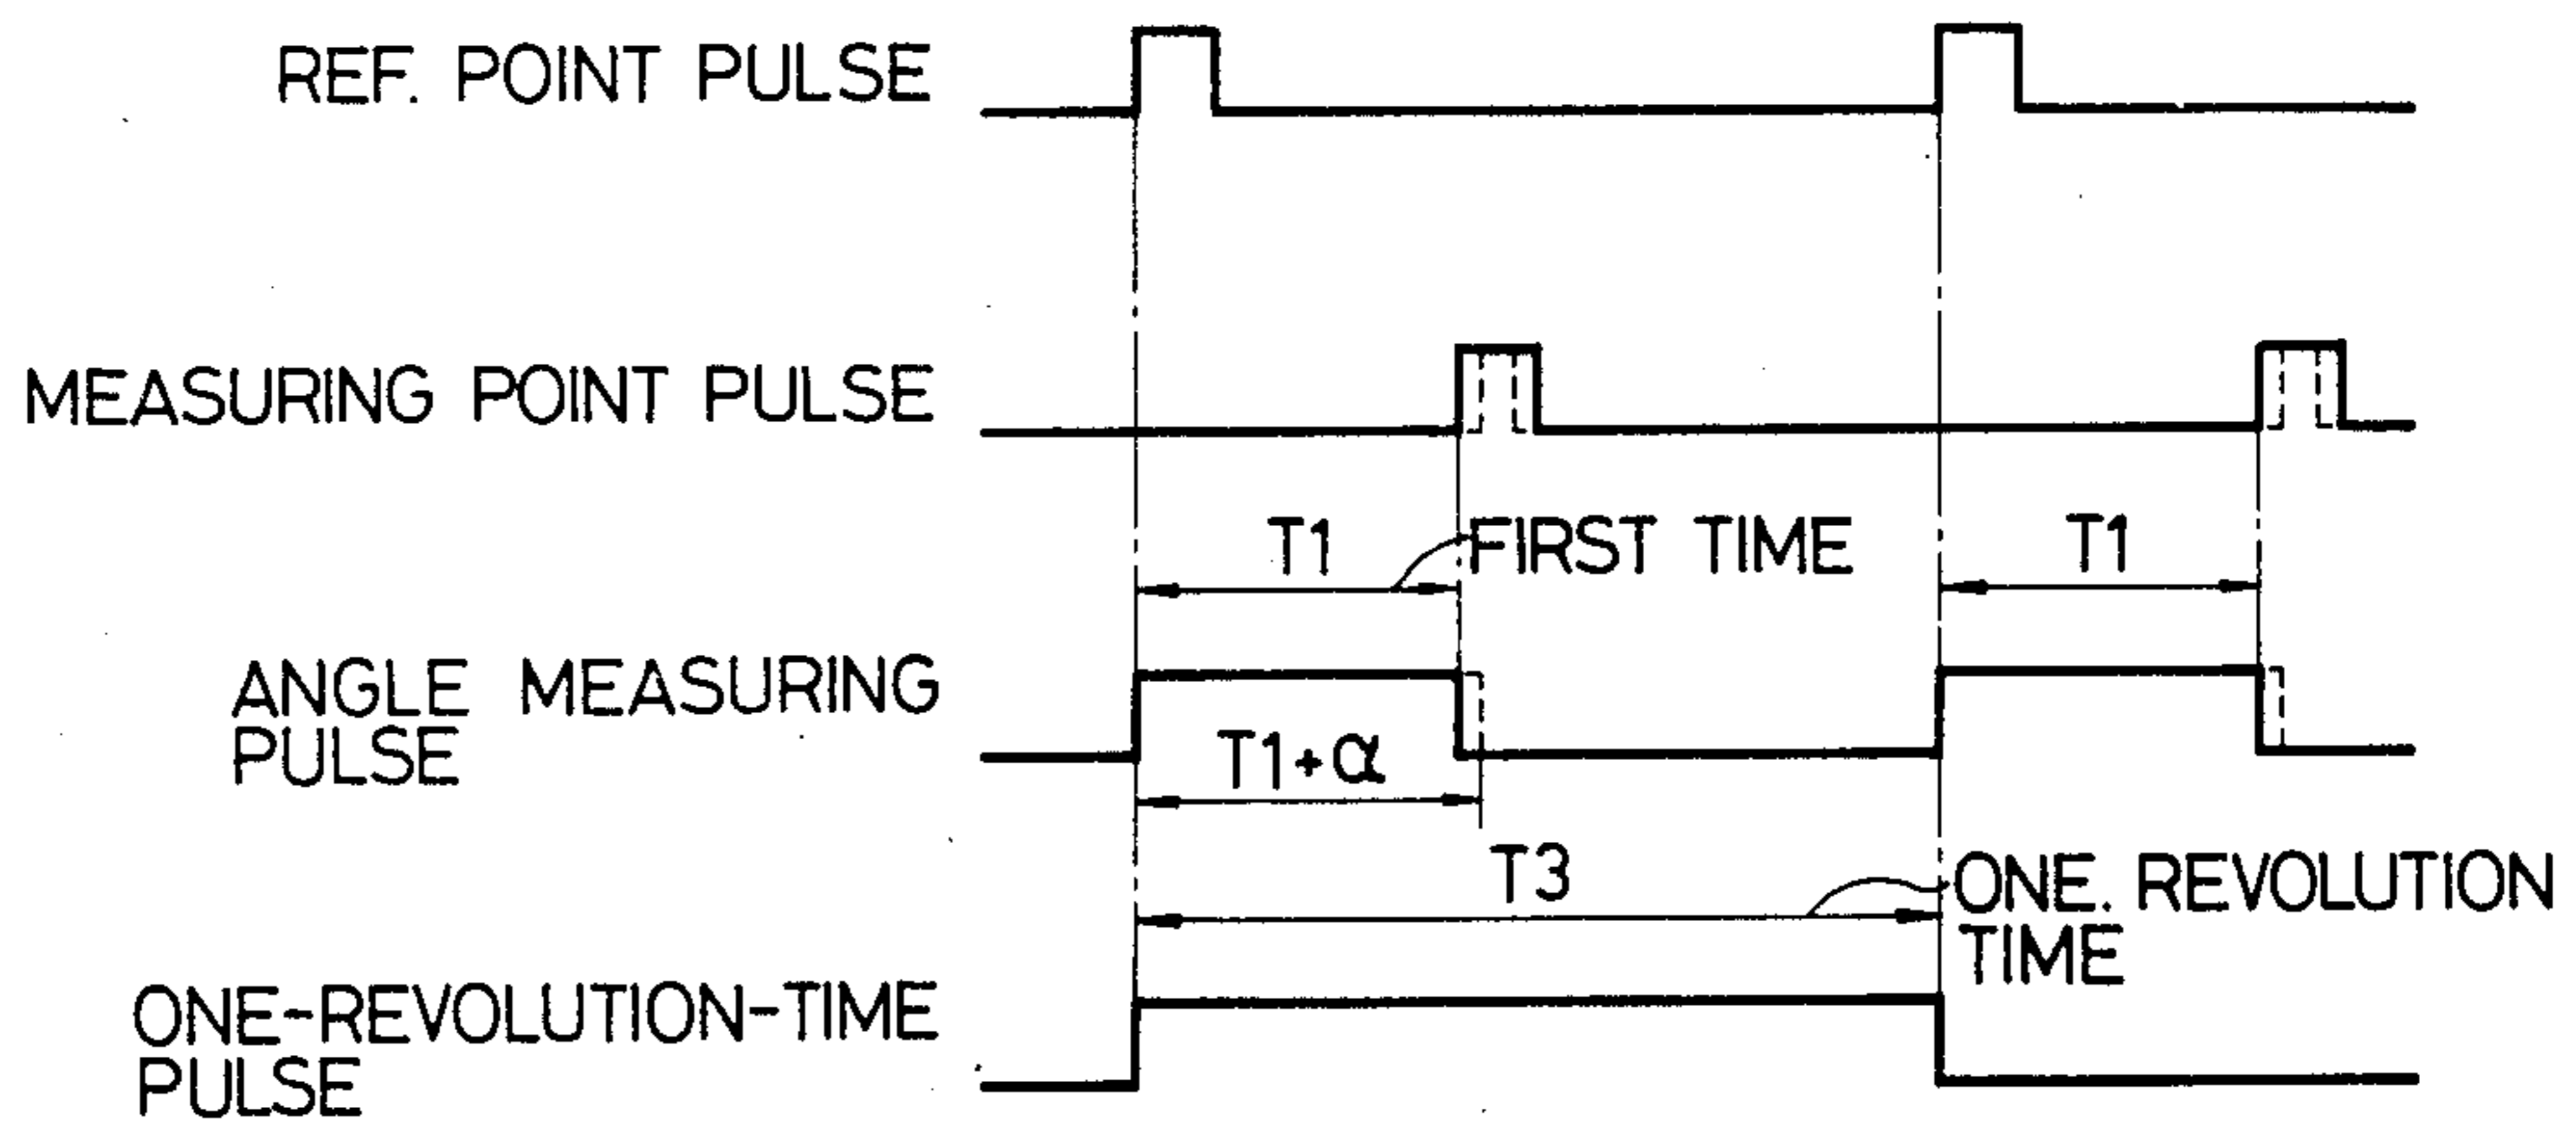 REF. POINT PULSE
MEASURING POINT PULSE
T1
FIRST TIME
T1
ANGLE MEASURING
PULSE
T1+α
T3
ONE. REVOLUTION
TIME
ONE-REVOLUTION-TIME
PULSE